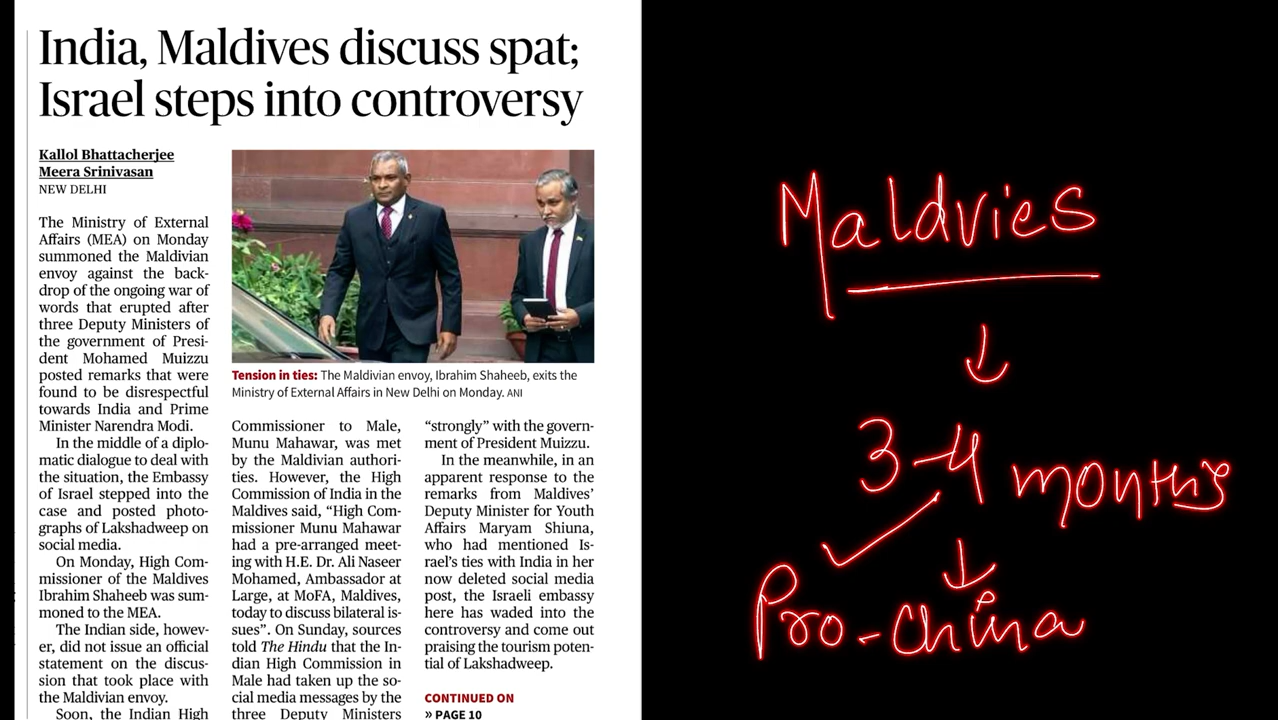 India, Maldives discuss spat;
Israel steps into controversy
Kallol Bhattacherjee
Meera Srinivasan
NEW DELHI
The Ministry of External
Affairs (MEA) on Monday
summoned the Maldivian
envoy against the back-
drop of the ongoing war of
words that erupted after
three Deputy Ministers of
the government of Presi-
dent Mohamed Muizzu
posted remarks that were
found to be disrespectful
towards India and Prime
Minister Narendra Modi.
In the middle of a diplo-
matic dialogue to deal with
the situation, the Embassy
of Israel stepped into the
case and posted photo-
graphs of Lakshadweep on
social media.
On Monday, High Com-
missioner of the Maldives
Ibrahim Shaheeb was sum-
moned to the MEA.
The Indian side, howev-
er, did not issue an official
statement on the discus-
sion that took place with
the Maldivian envoy.
Soon, the Indian High
Tension in ties: The Maldivian envoy, Ibrahim Shaheeb, exits the
Ministry of External Affairs in New Delhi on Monday. ANI
Commissioner to Male,
Munu Mahawar, was met
by the Maldivian authori-
ties. However, the High
Commission of India in the
Maldives said, “High Com-
missioner Munu Mahawar
had a pre-arranged meet-
ing with H.E. Dr. Ali Naseer
Mohamed, Ambassador at
Large, at MoFA, Maldives,
today to discuss bilateral is-
sues”. On Sunday, sources
told The Hindu that the In-
dian High Commission in
Male had taken up the so-
cial media messages by the
three Deputy Ministers
“strongly” with the govern-
ment of President Muizzu.
In the meanwhile, in an
apparent response to the
remarks from Maldives’
Deputy Minister for Youth
Affairs Maryam Shiuna,
who had mentioned Is-
rael’s ties with India in her
now deleted social media
post, the Israeli embassy
here has waded into the
controversy and come out
praising the tourism poten-
tial of Lakshadweep.
CONTINUED ON
» PAGE 10
Maldvies
3-4 months
Pro-China